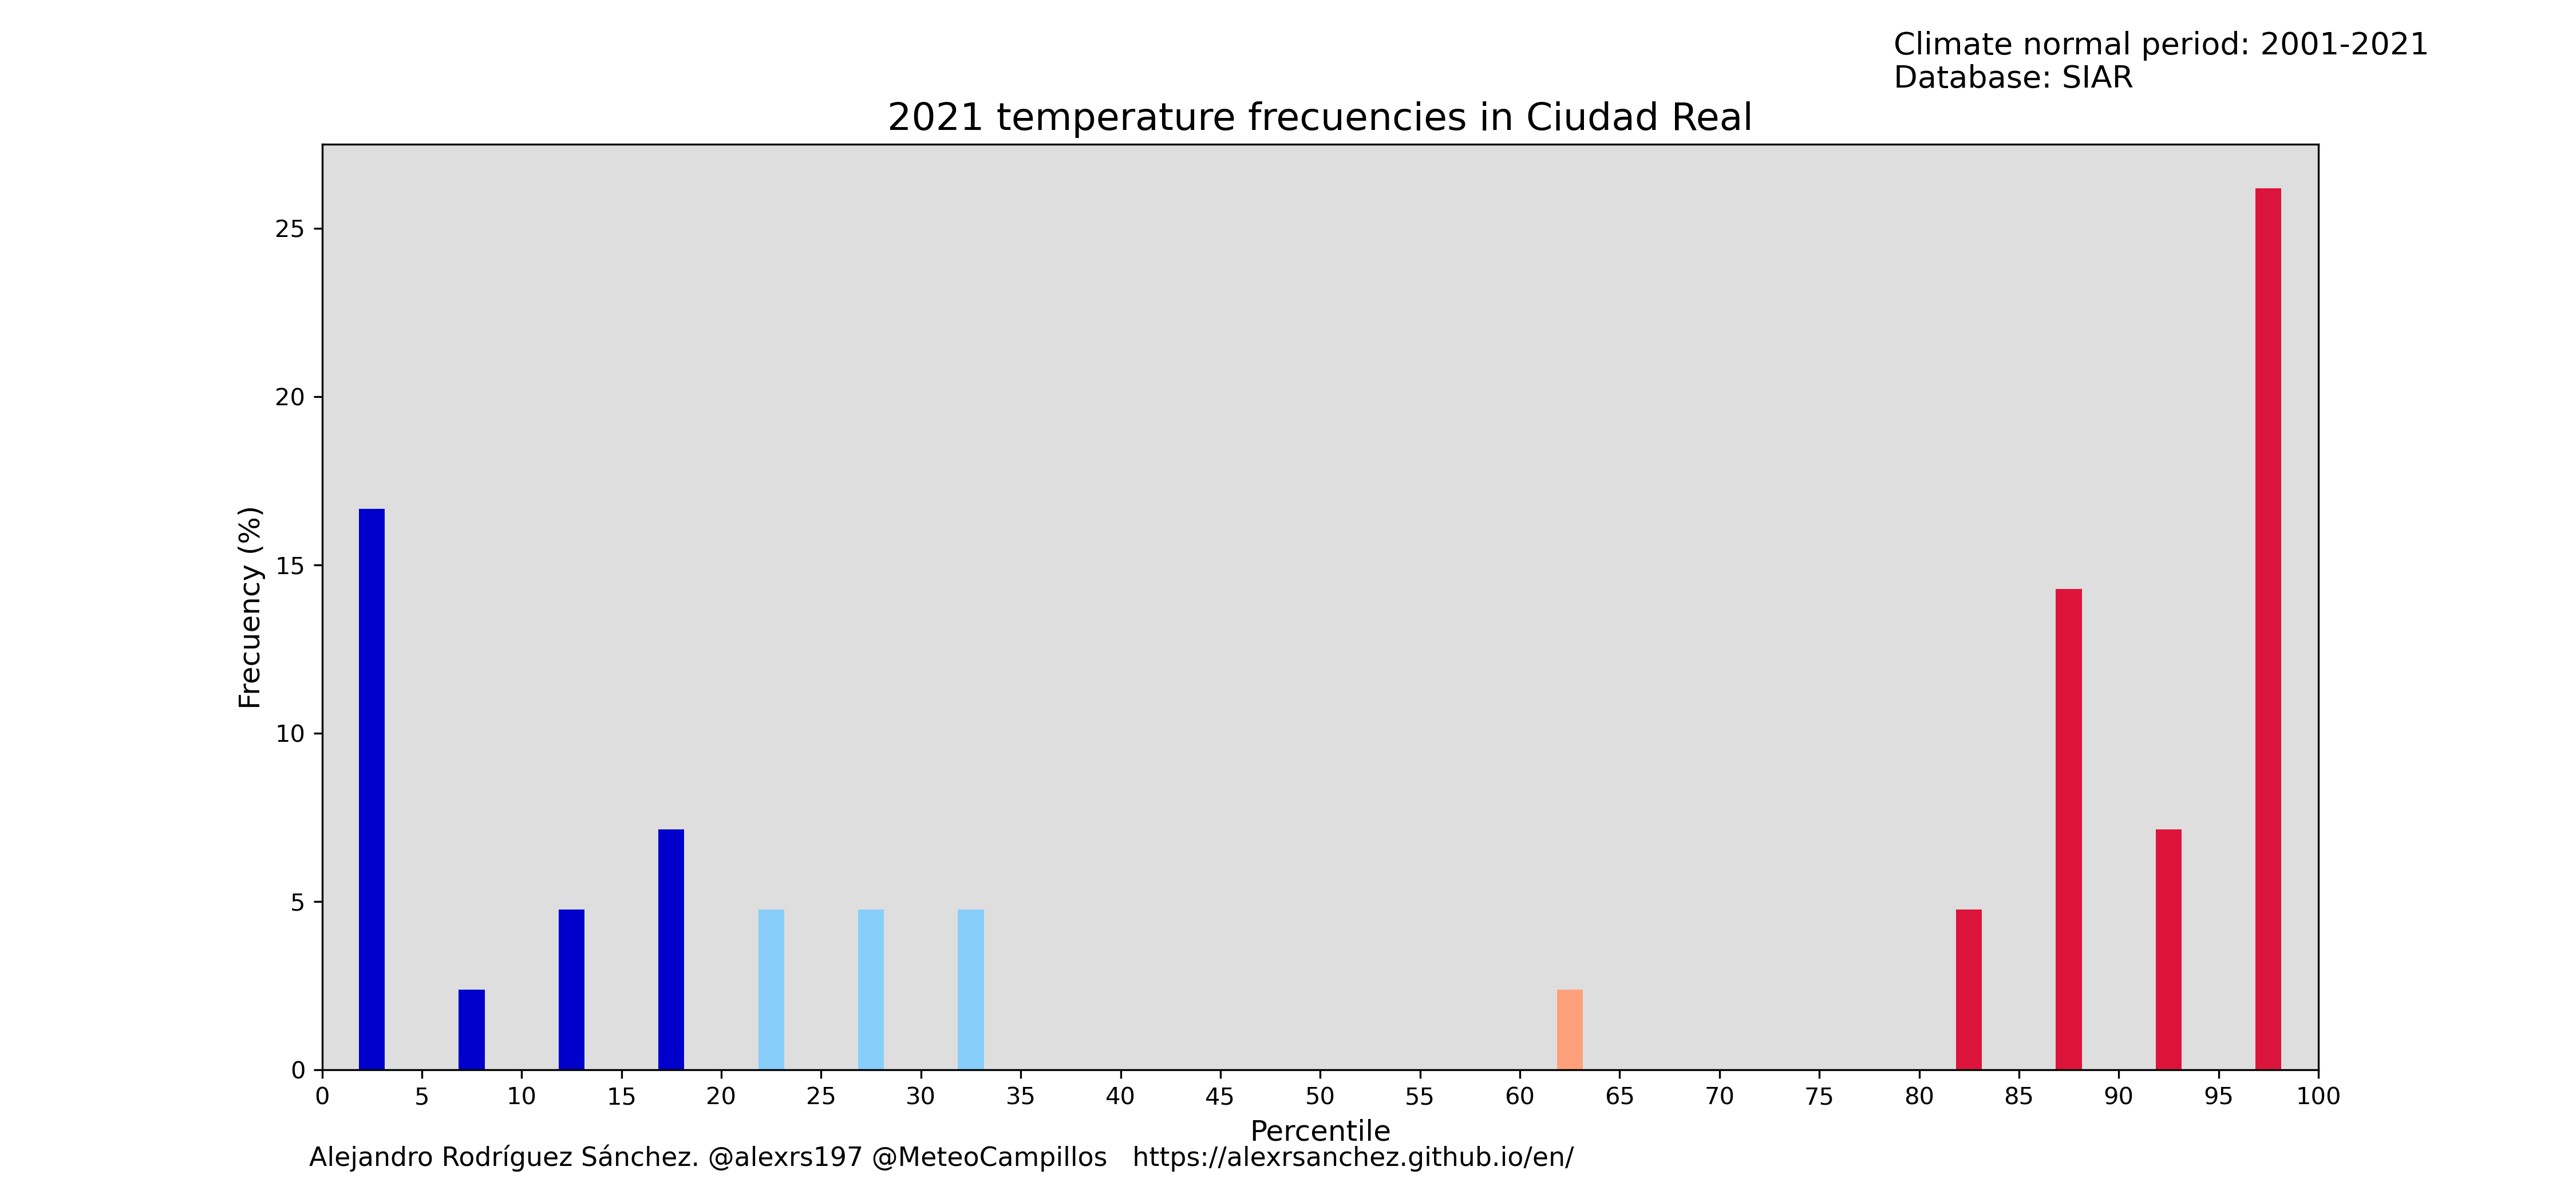 Climate normal period: 2001-2021
Database: SIAR
2021 temperature frecuencies in Ciudad Real
Frecuency (%)
25
20
15
10
5
0
0 5 10 15 20 25 30 35 40 45 50 55 60 65 70 75 80 85 90 95 100
Percentile
Alejandro Rodríguez Sánchez. @alexrs197 @MeteoCampillos https://alexrsanchez.github.io/en/